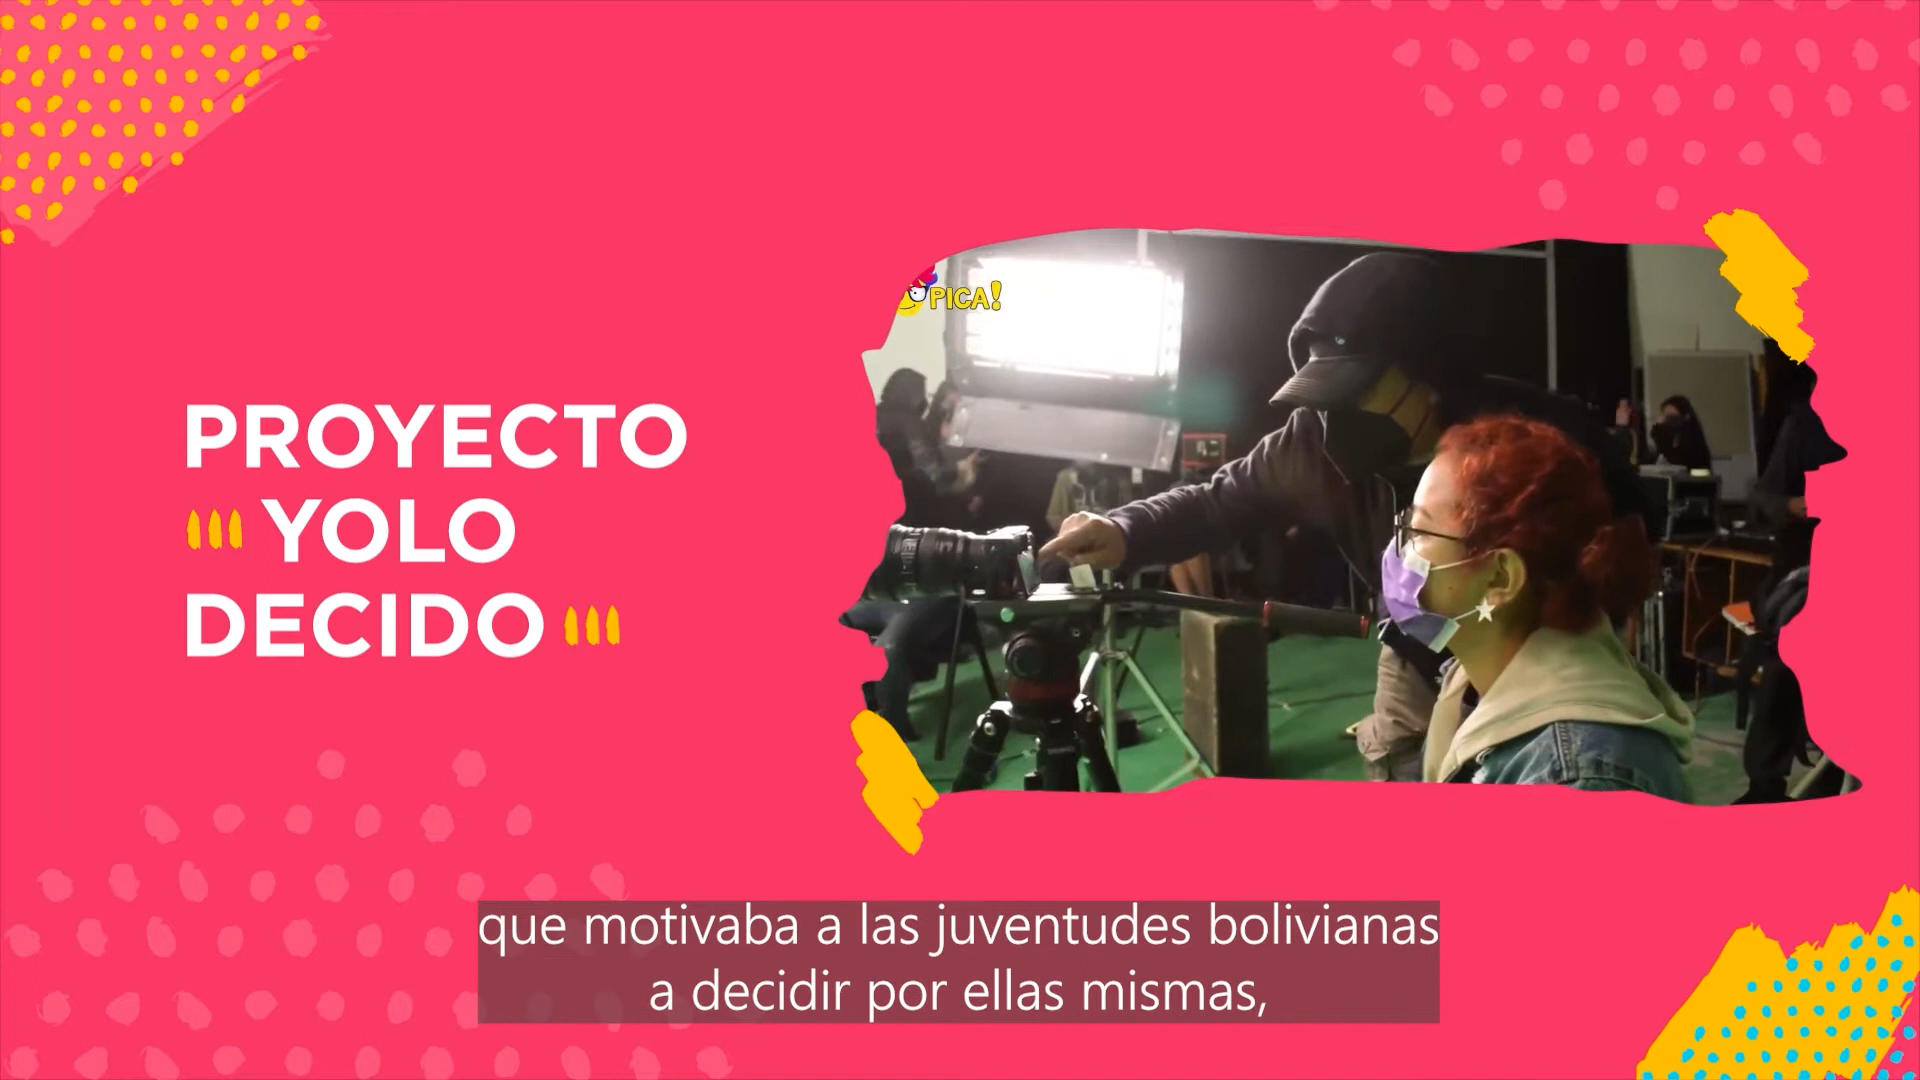 PICA!
PROYECTO
YOLO
DECIDO
que motivaba a las juventudes bolivianas
a decidir por ellas mismas,